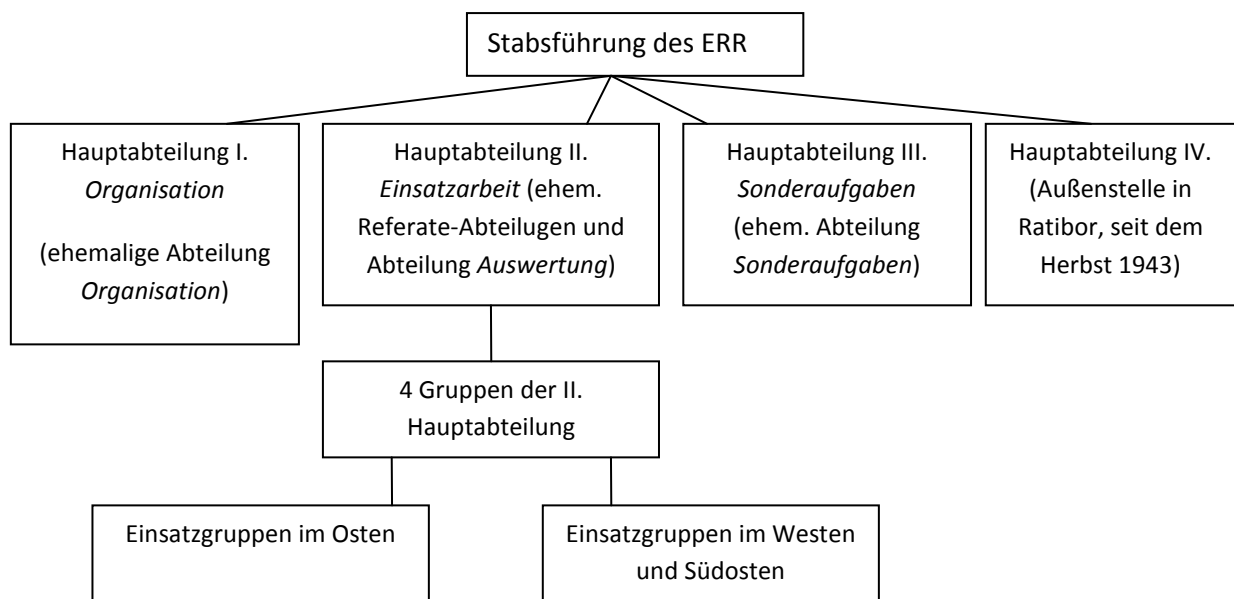 Stabsführung des ERR
Hauptabteilung I.
Organisation
(ehemalige Abteilung
Organisation)
Hauptabteilung II.
Einsatzarbeit (ehem.
Referate-Abteilugen und
Abteilung Auswertung)
Hauptabteilung III.
Sonderaufgaben
(ehem. Abteilung
Sonderaufgaben)
Hauptabteilung IV.
(Außenstelle in
Ratibor, seit dem
Herbst 1943)
4 Gruppen der II.
Hauptabteilung
Einsatzgruppen im Osten
Einsatzgruppen im Westen
und Südosten